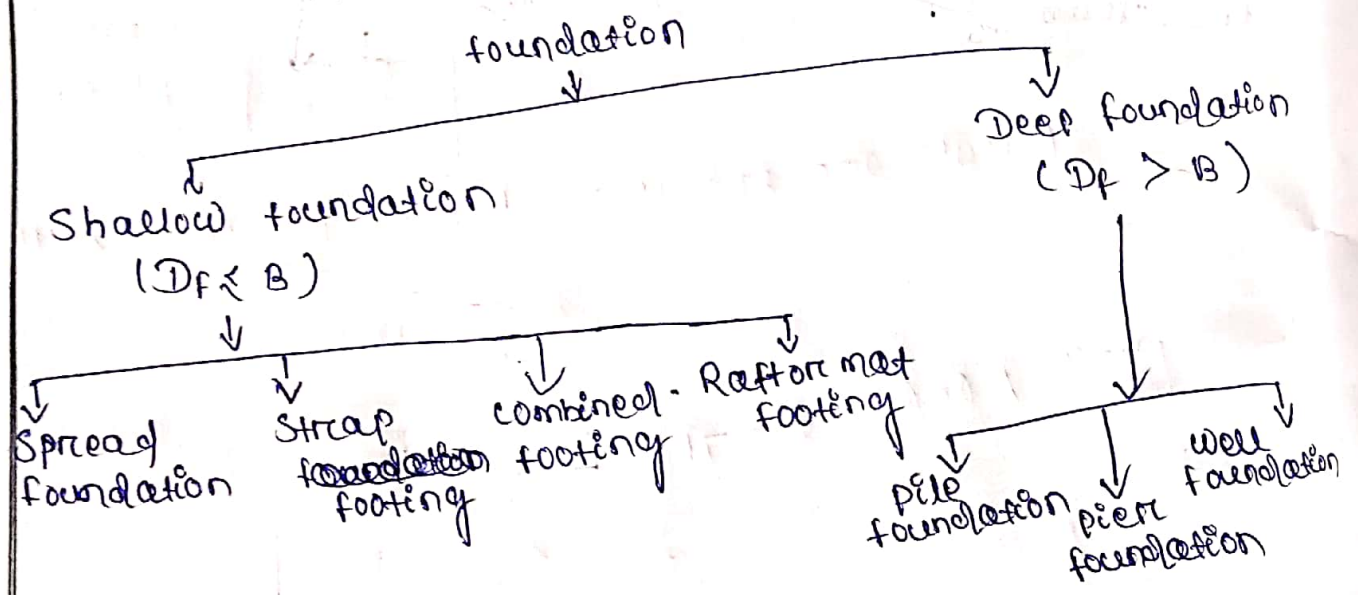 foundation
Deep foundation
(Df > B)
Shallow foundation
(Df ≤ B)
Spread
foundation
Strap
footing
combined
footing
Raft or mat
footing
pile
foundation
pier
foundation
well
foundation